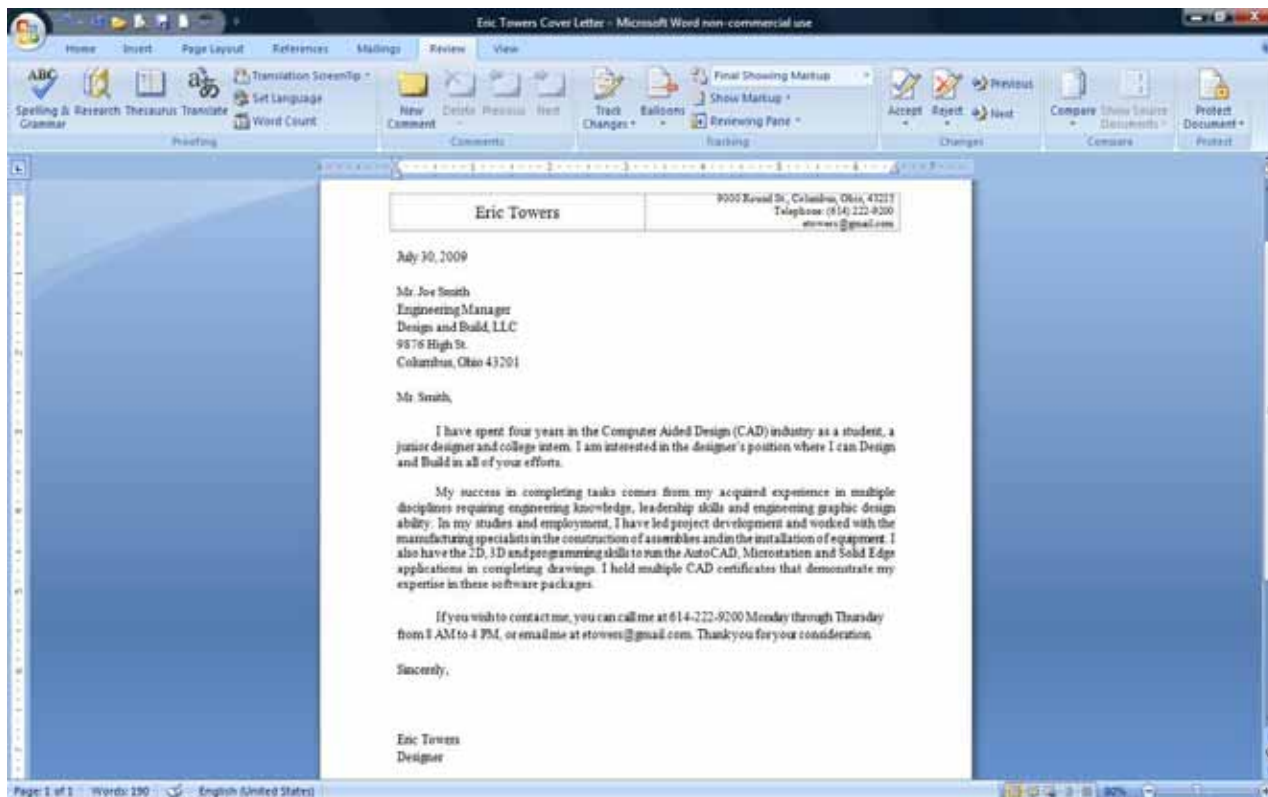 Eric Towers Cover Letter - Microsoft Word non-commercial use
Home Insert Page Layout References Mailings Review View
ABC
Spelling & Grammar
Research
Thesaurus
Translate
Translation ScreenTip
Set Language
Word Count
Proofing
New Comment
Delete
Previous
Next
Comments
Track Changes
Balloons
Final Showing Markup
Show Markup
Reviewing Pane
Tracking
Accept
Reject
Previous
Next
Changes
Compare
Show Source Documents
Compare
Protect Document
Protect
Eric Towers
9000 Round St., Columbus, Ohio, 43215
Telephone: (614) 222-9200
etowers@gmail.com
July 30, 2009
Mr. Joe Smith
Engineering Manager
Design and Build, LLC
9876 High St.
Columbus, Ohio 43201
Mr. Smith,
I have spent four years in the Computer Aided Design (CAD) industry as a student, a
junior designer and college intern. I am interested in the designer's position where I can Design
and Build in all of your efforts.
My success in completing tasks comes from my acquired experience in multiple
disciplines requiring engineering knowledge, leadership skills and engineering graphic design
ability. In my studies and employment, I have led project development and worked with the
manufacturing specialists in the construction of assemblies and in the installation of equipment. I
also have the 2D, 3D and programming skills to run the AutoCAD, Microstation and Solid Edge
applications in completing drawings. I hold multiple CAD certificates that demonstrate my
expertise in these software packages.
If you wish to contact me, you can call me at 614-222-9200 Monday through Thursday
from 8 AM to 4 PM, or email me at etowers@gmail.com. Thank you for your consideration.
Sincerely,
Eric Towers
Designer
Page: 1 of 1 Words: 190 English (United States) 80%